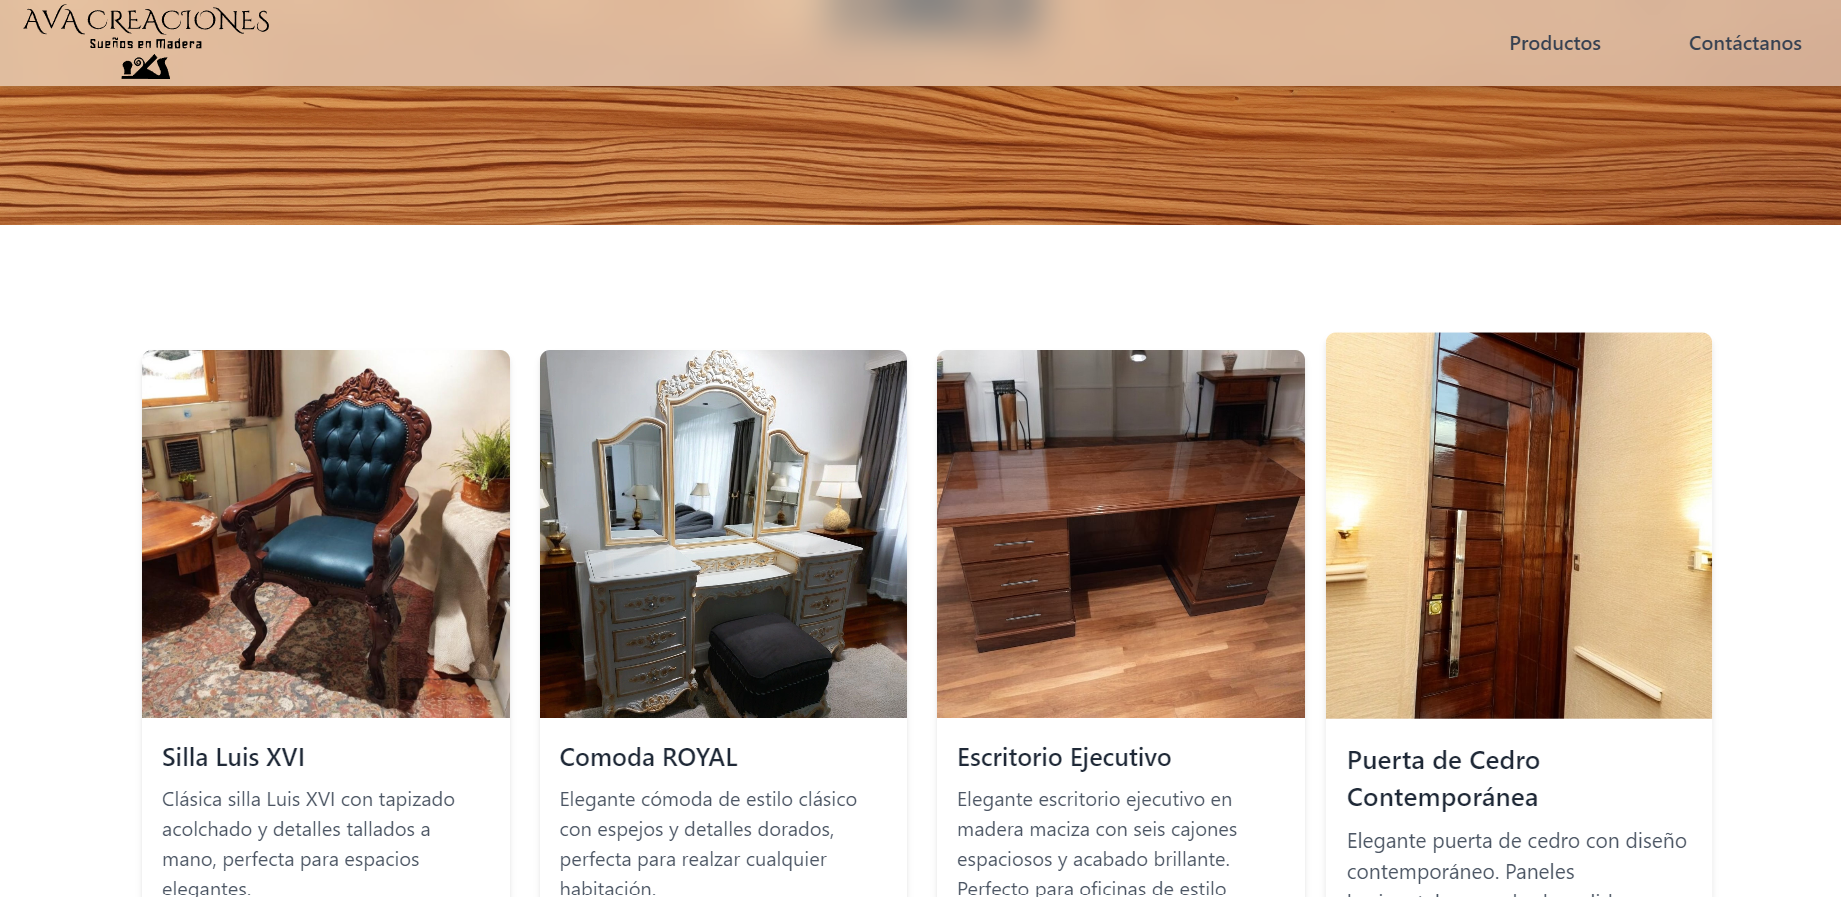 AVA CREACIONES
Sueños en Madera
Productos
Contáctanos
Silla Luis XVI
Clásica silla Luis XVI con tapizado
acolchado y detalles tallados a
mano, perfecta para espacios
elegantes.
Comoda ROYAL
Elegante cómoda de estilo clásico
con espejos y detalles dorados,
perfecta para realzar cualquier
habitación.
Escritorio Ejecutivo
Elegante escritorio ejecutivo en
madera maciza con seis cajones
espaciosos y acabado brillante.
Perfecto para oficinas de estilo
Puerta de Cedro
Contemporánea
Elegante puerta de cedro con diseño
contemporáneo. Paneles